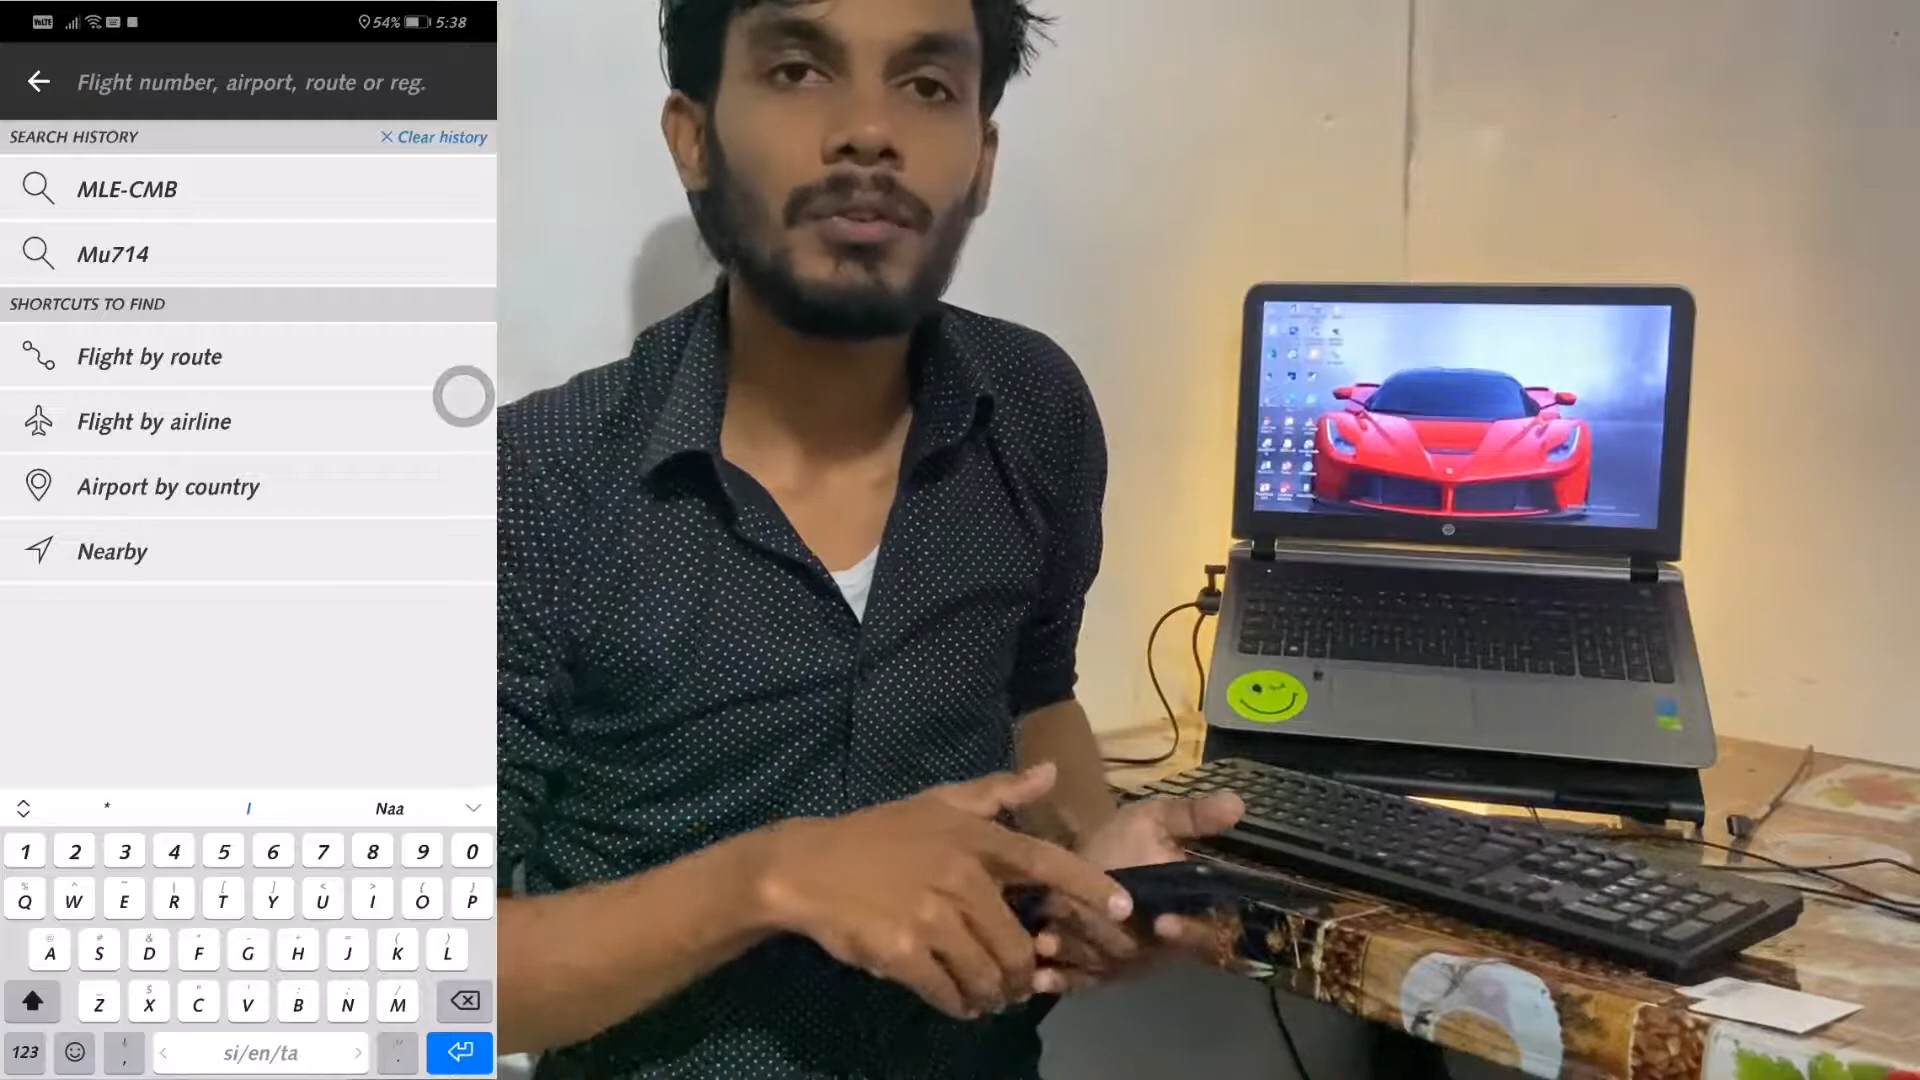 VoLTE 54% 5:38
Flight number, airport, route or reg.
SEARCH HISTORY Clear history
MLE-CMB
Mu714
SHORTCUTS TO FIND
Flight by route
Flight by airline
Airport by country
Nearby
* I Naa
1 2 3 4 5 6 7 8 9 0
Q W E R T Y U I O P
A S D F G H J K L
Z X C V B N M
123 , < si/en/ta > .
hp